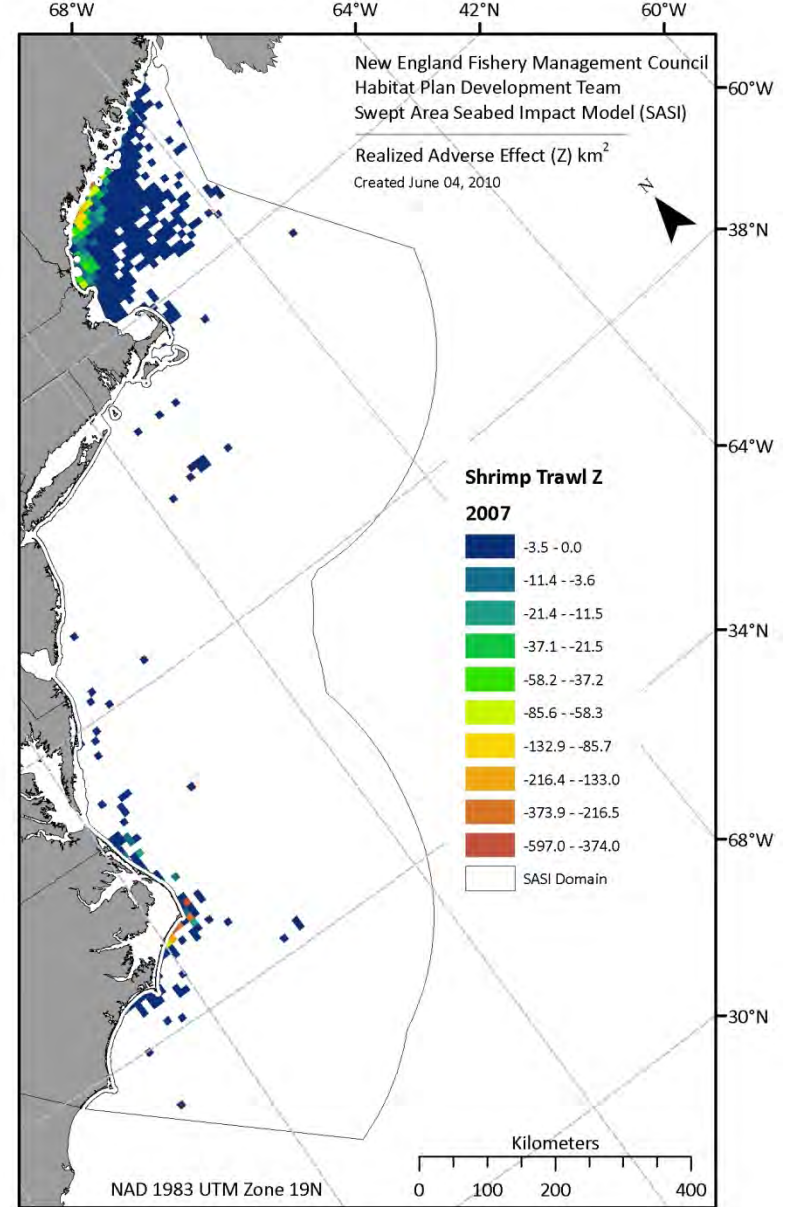 68°W 64°W 42°N 60°W
New England Fishery Management Council
Habitat Plan Development Team
Swept Area Seabed Impact Model (SASI)
Realized Adverse Effect (Z) km²
Created June 04, 2010
N
60°W
38°N
64°W
34°N
68°W
30°N
Shrimp Trawl Z
2007
-3.5 - 0.0
-11.4 - -3.6
-21.4 - -11.5
-37.1 - -21.5
-58.2 - -37.2
-85.6 - -58.3
-132.9 - -85.7
-216.4 - -133.0
-373.9 - -216.5
-597.0 - -374.0
SASI Domain
Kilometers
0 100 200 400
NAD 1983 UTM Zone 19N